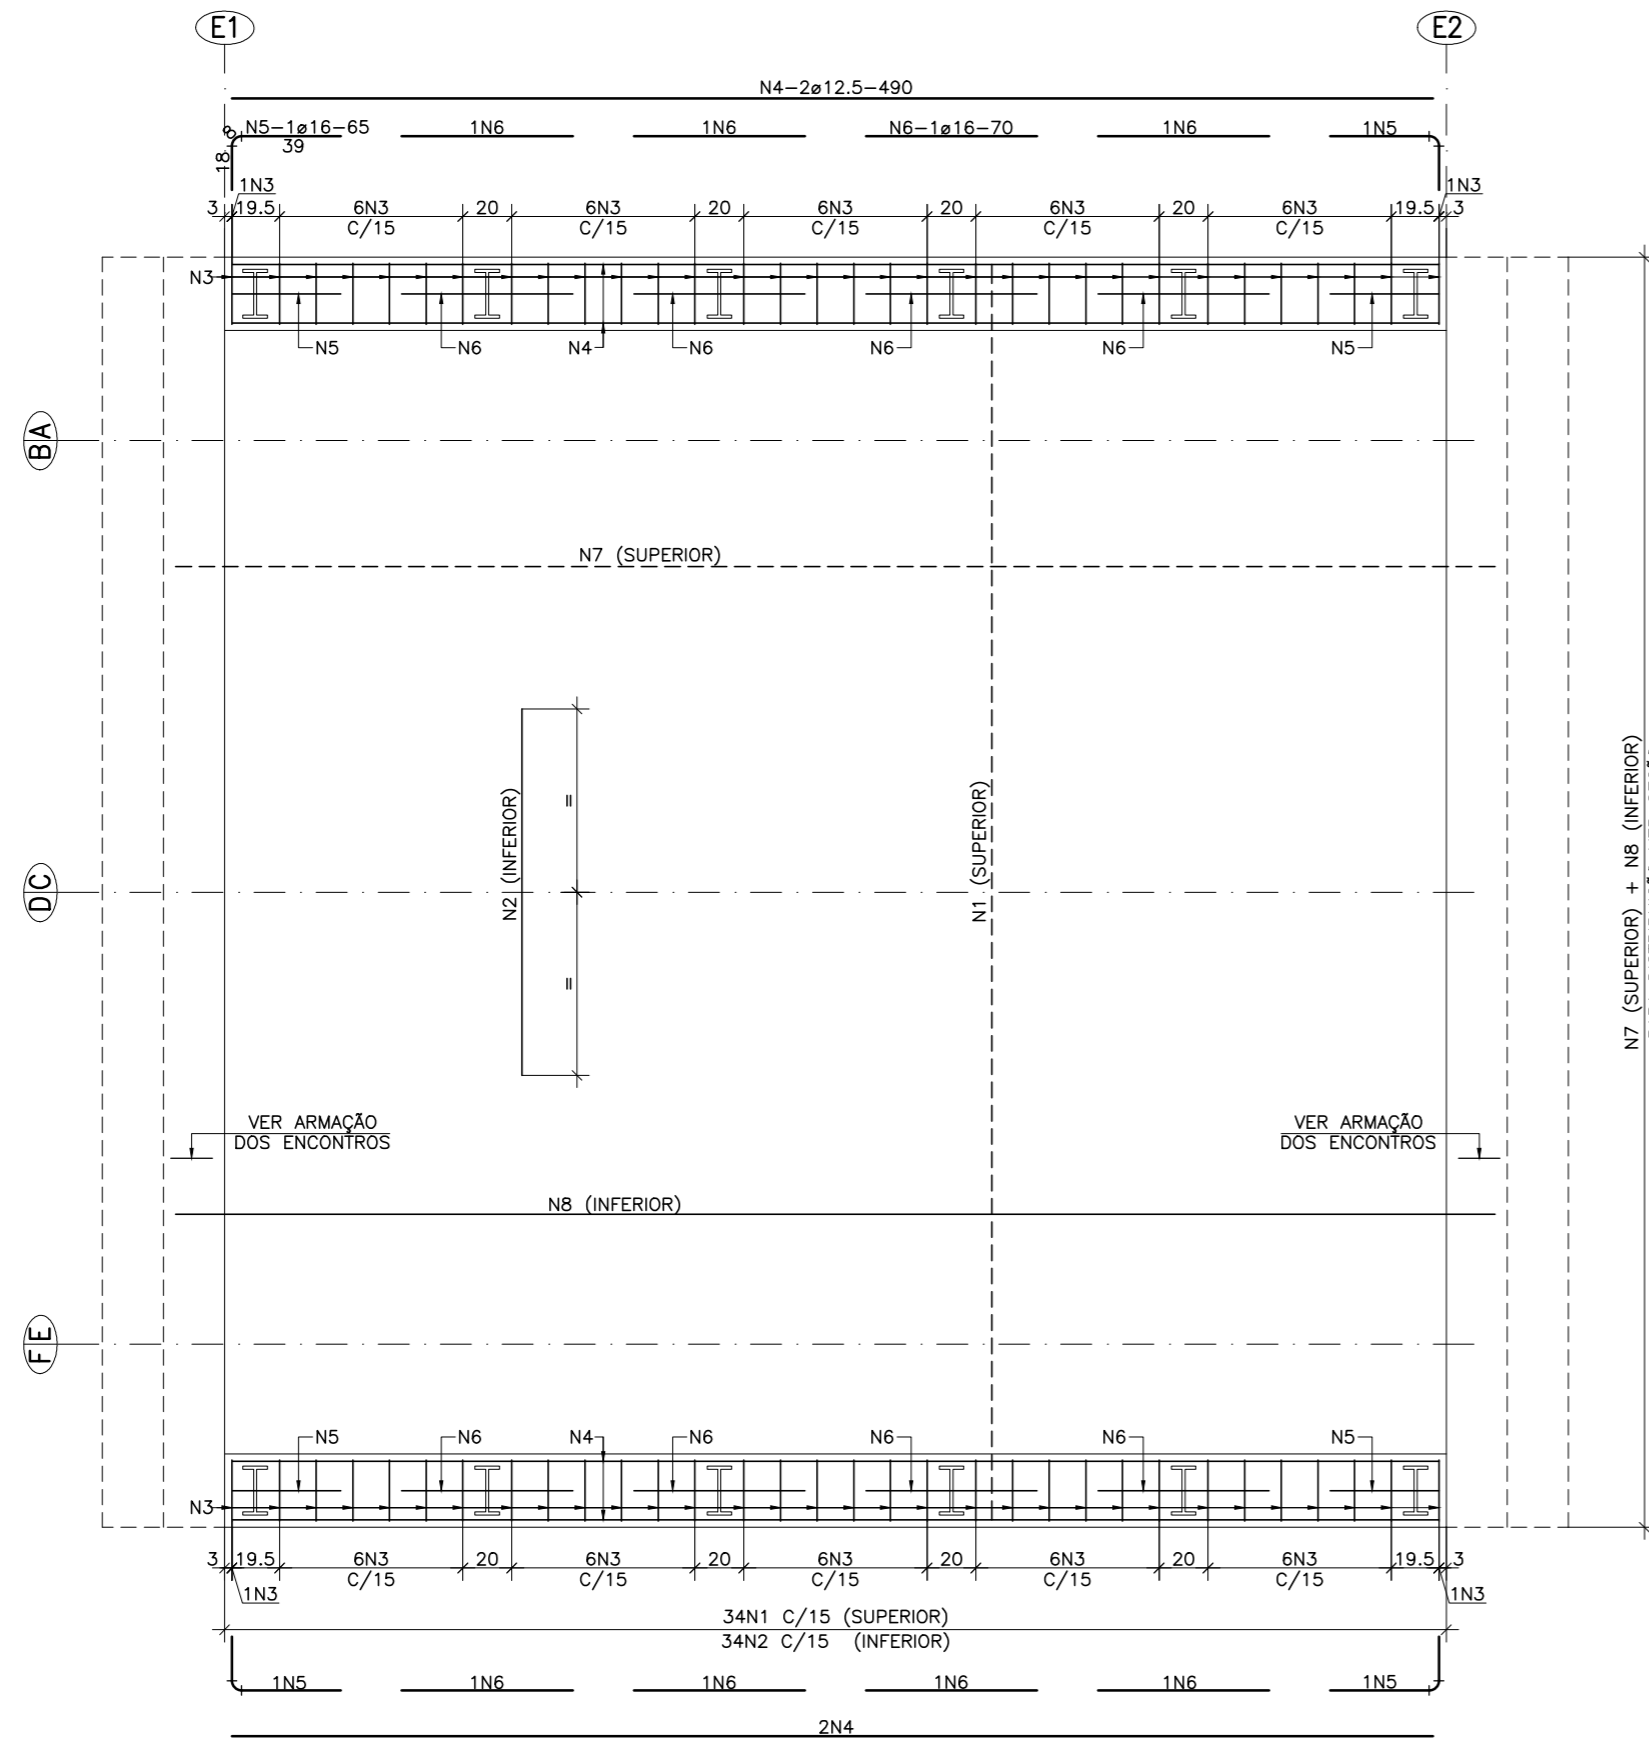 E1 E2
N4-2ø12.5-490
N5-1ø16-65 1N6 1N6 N6-1ø16-70 1N6 1N5
8
39
18
1N3 1N3
3 19.5 6N3 20 6N3 20 6N3 20 6N3 20 6N3 19.5 3
C/15 C/15 C/15 C/15 C/15
N3
N5 N6 N4 N6 N6 N6 N5
BA
N7 (SUPERIOR)
N2 (INFERIOR)
=
=
N1 (SUPERIOR)
N7 (SUPERIOR) + N8 (INFERIOR)
DC
VER ARMAÇÃO VER ARMAÇÃO
DOS ENCONTROS DOS ENCONTROS
N8 (INFERIOR)
FE
N5 N6 N4 N6 N6 N6 N5
N3
3 19.5 6N3 20 6N3 20 6N3 20 6N3 20 6N3 19.5 3
C/15 C/15 C/15 C/15 C/15
1N3 1N3
34N1 C/15 (SUPERIOR)
34N2 C/15 (INFERIOR)
1N5 1N6 1N6 1N6 1N6 1N5
2N4